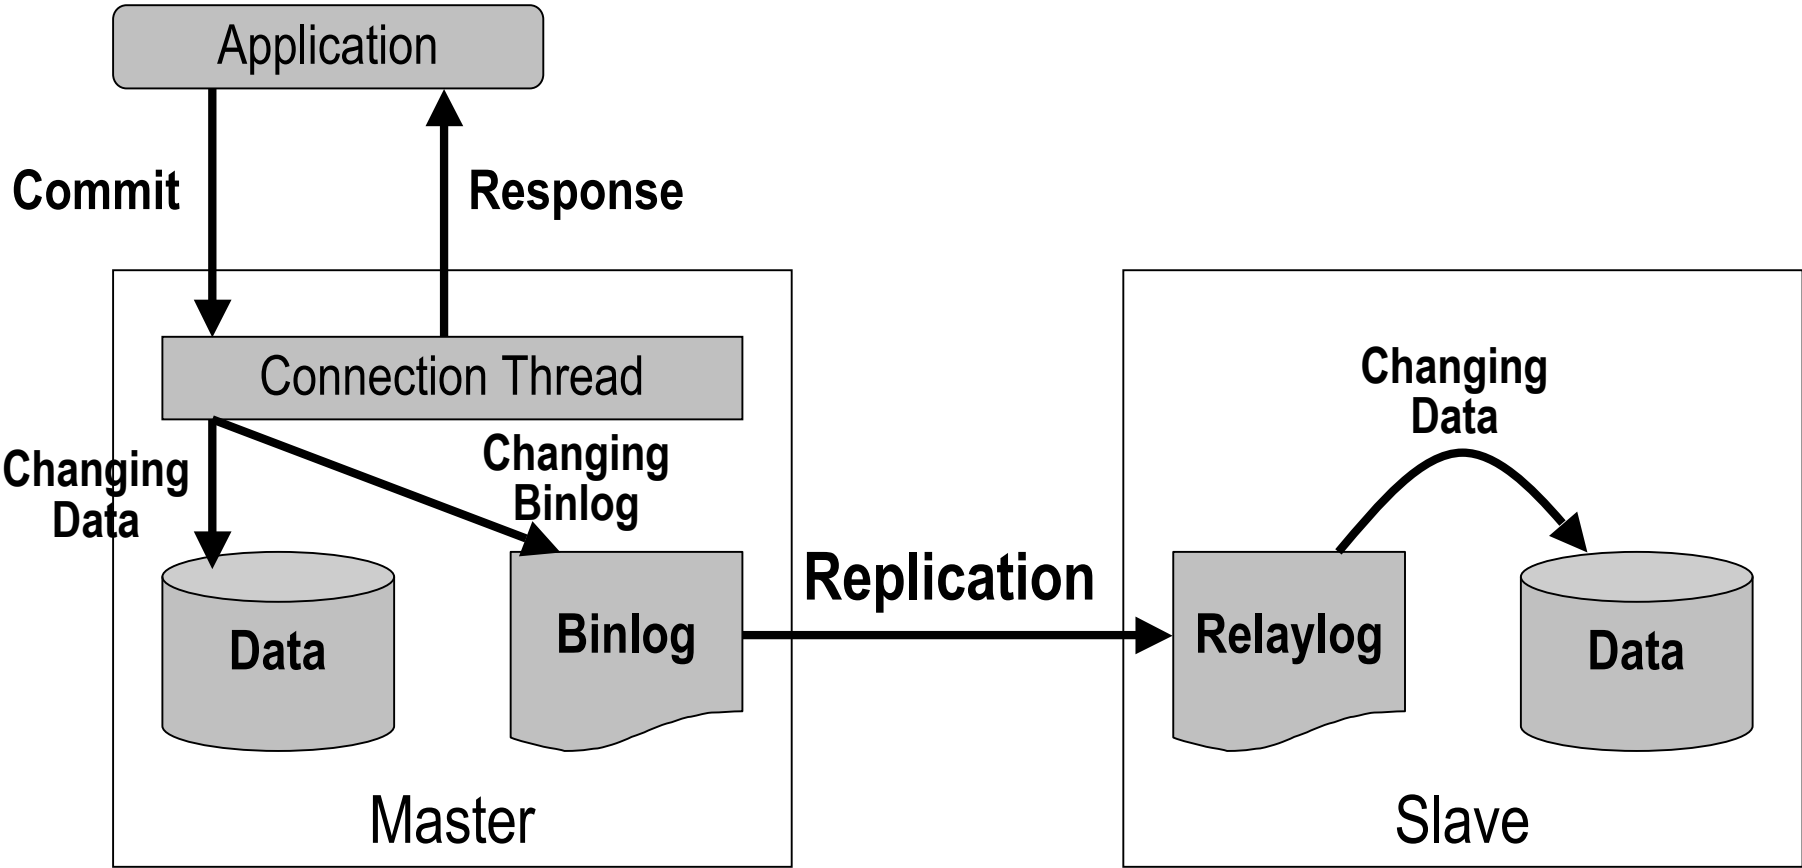 Application
Commit
Response
Connection Thread
Changing
Data
Changing
Binlog
Changing
Data
Replication
Data
Binlog
Relaylog
Data
Master
Slave